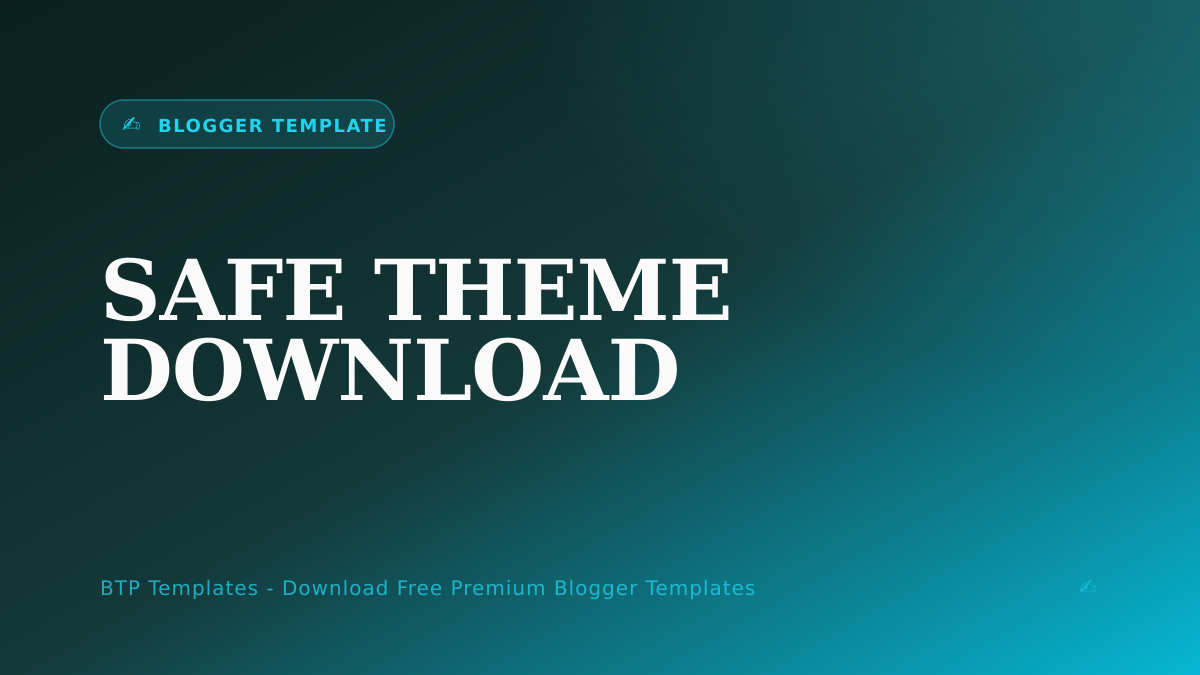 ✍ BLOGGER TEMPLATE
SAFE THEME
DOWNLOAD
BTP Templates - Download Free Premium Blogger Templates ✍